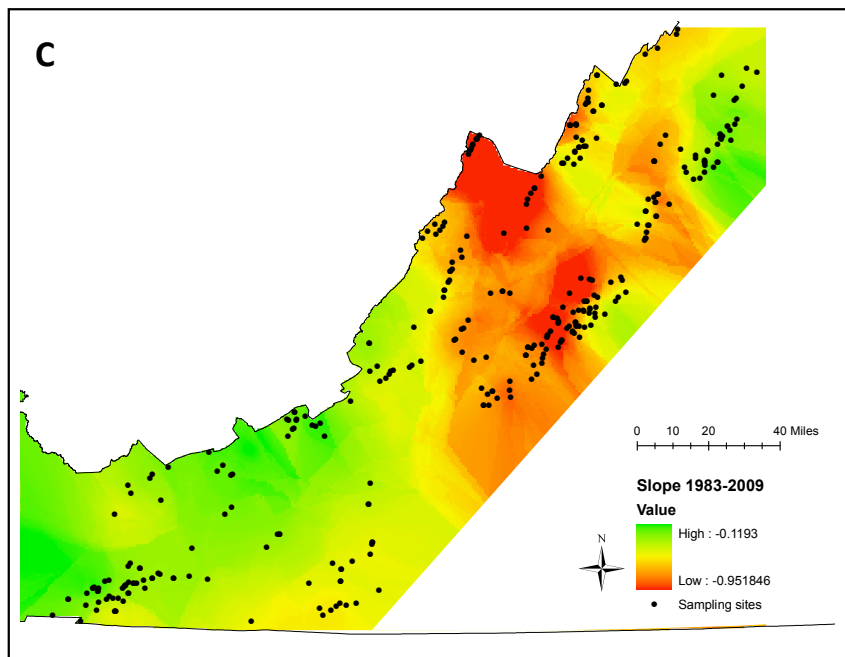 C
0 10 20 40 Miles
Slope 1983-2009
Value
High : -0.1193
Low : -0.951846
N
Sampling sites